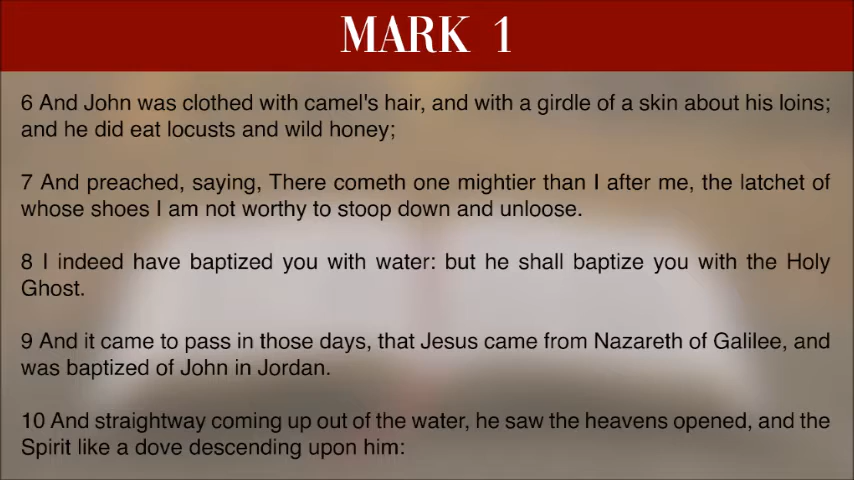 MARK 1
6 And John was clothed with camel's hair, and with a girdle of a skin about his loins;
and he did eat locusts and wild honey;
7 And preached, saying, There cometh one mightier than I after me, the latchet of
whose shoes I am not worthy to stoop down and unloose.
8 I indeed have baptized you with water: but he shall baptize you with the Holy
Ghost.
9 And it came to pass in those days, that Jesus came from Nazareth of Galilee, and
was baptized of John in Jordan.
10 And straightway coming up out of the water, he saw the heavens opened, and the
Spirit like a dove descending upon him: